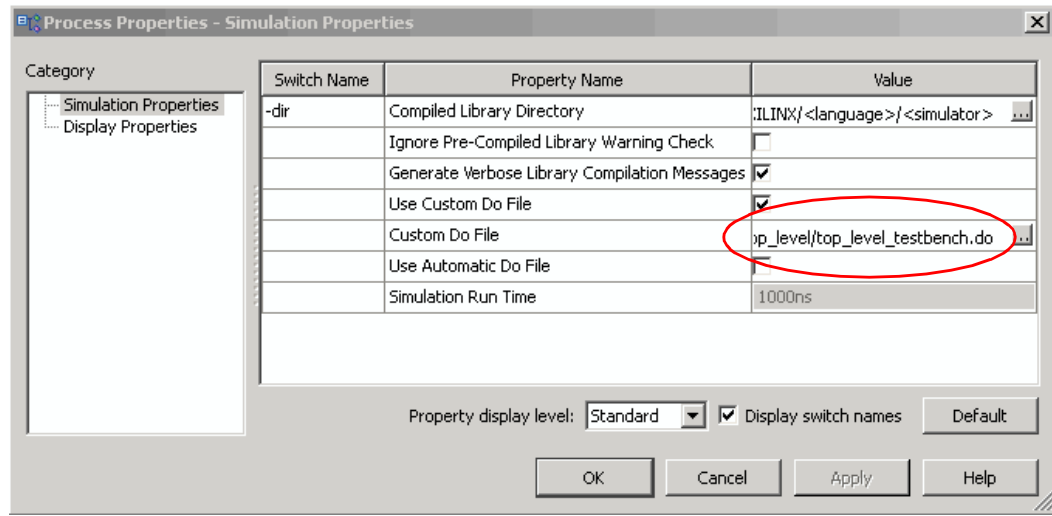 Process Properties - Simulation Properties
Category
Simulation Properties
Display Properties
Switch Name Property Name Value
-dir Compiled Library Directory ILINX/<language>/<simulator> ...
Ignore Pre-Compiled Library Warning Check
Generate Verbose Library Compilation Messages
Use Custom Do File
Custom Do File op_level/top_level_testbench.do ...
Use Automatic Do File
Simulation Run Time 1000ns
Property display level: Standard Display switch names Default
OK Cancel Apply Help